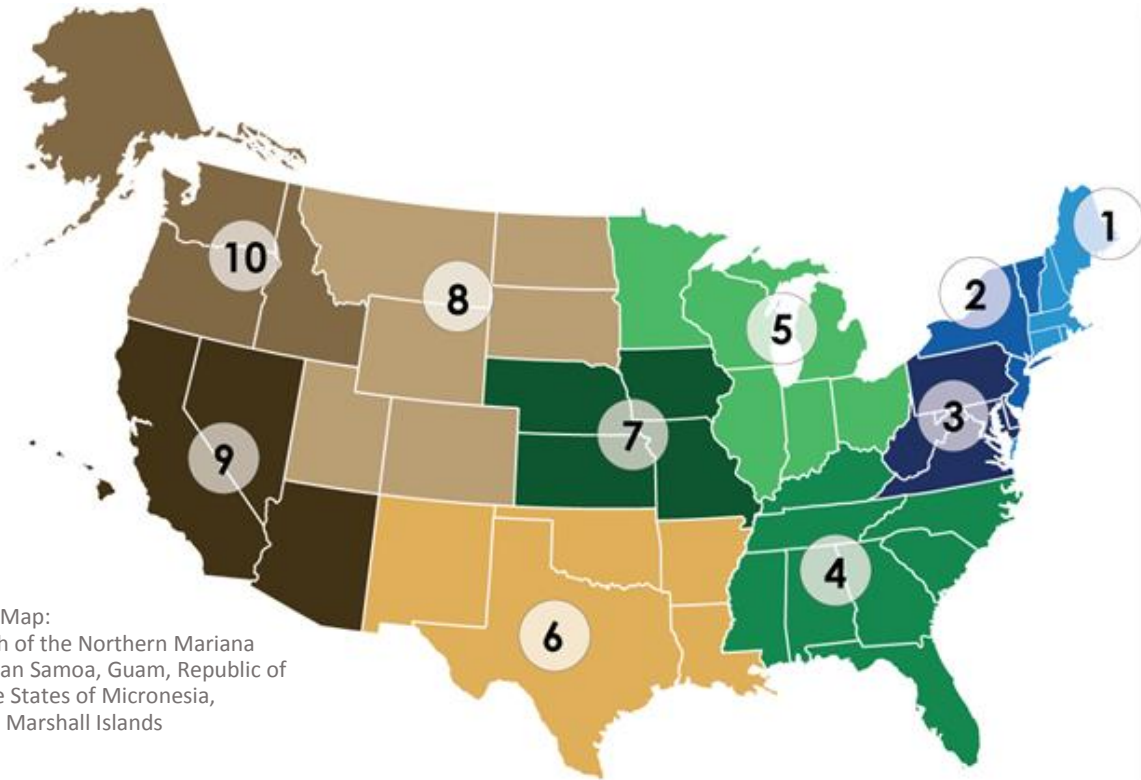 1
10
2
8
5
3
7
9
4
6
Map:
h of the Northern Mariana
an Samoa, Guam, Republic of
e States of Micronesia,
Marshall Islands